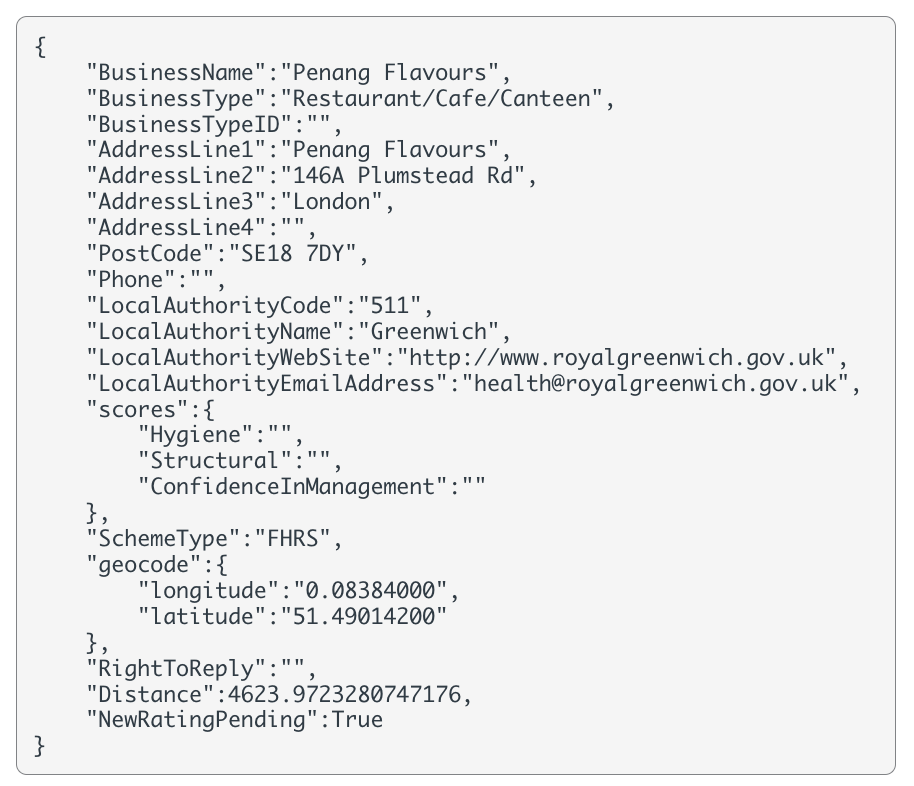 {
    "BusinessName":"Penang Flavours",
    "BusinessType":"Restaurant/Cafe/Canteen",
    "BusinessTypeID":"",
    "AddressLine1":"Penang Flavours",
    "AddressLine2":"146A Plumstead Rd",
    "AddressLine3":"London",
    "AddressLine4":"",
    "PostCode":"SE18 7DY",
    "Phone":"",
    "LocalAuthorityCode":"511",
    "LocalAuthorityName":"Greenwich",
    "LocalAuthorityWebSite":"http://www.royalgreenwich.gov.uk",
    "LocalAuthorityEmailAddress":"health@royalgreenwich.gov.uk",
    "scores":{
        "Hygiene":"",
        "Structural":"",
        "ConfidenceInManagement":""
    },
    "SchemeType":"FHRS",
    "geocode":{
        "longitude":"0.08384000",
        "latitude":"51.49014200"
    },
    "RightToReply":"",
    "Distance":4623.9723280747176,
    "NewRatingPending":True
}